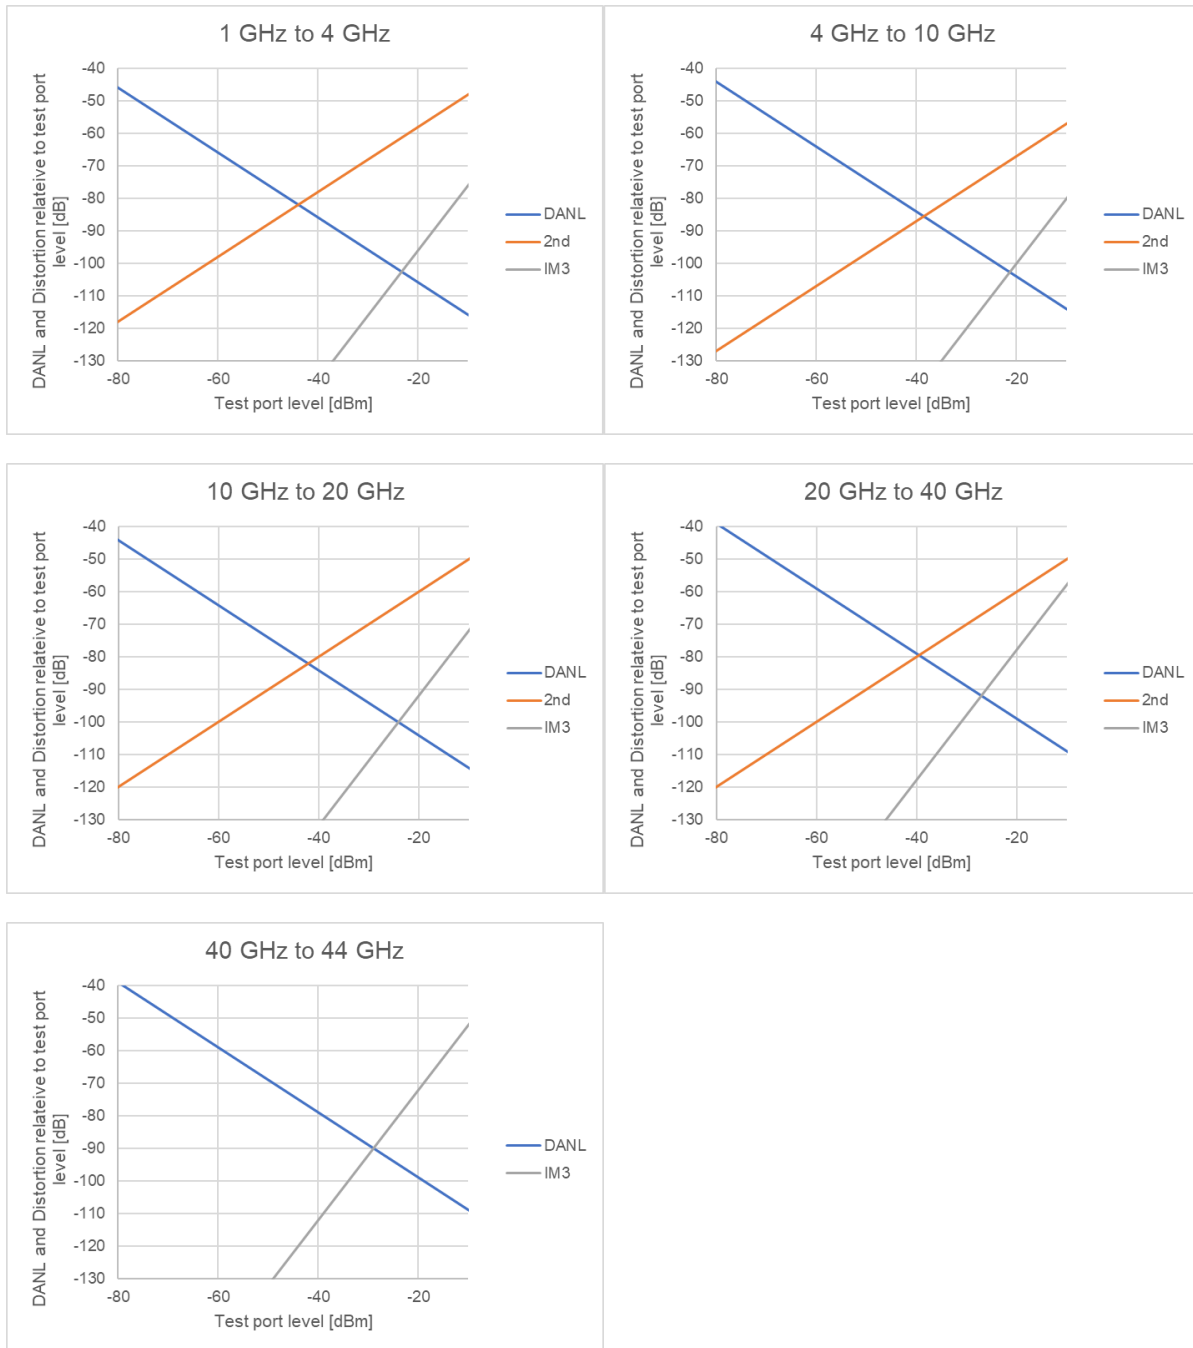 1 GHz to 4 GHz
DANL and Distortion relateive to test port
level [dB]
-40
-50
-60
-70
-80
-90
-100
-110
-120
-130
-80
-60
-40
-20
Test port level [dBm]
DANL
2nd
IM3
4 GHz to 10 GHz
DANL and Distortion relateive to test port
level [dB]
-40
-50
-60
-70
-80
-90
-100
-110
-120
-130
-80
-60
-40
-20
Test port level [dBm]
DANL
2nd
IM3
10 GHz to 20 GHz
DANL and Distortion relateive to test port
level [dB]
-40
-50
-60
-70
-80
-90
-100
-110
-120
-130
-80
-60
-40
-20
Test port level [dBm]
DANL
2nd
IM3
20 GHz to 40 GHz
DANL and Distortion relateive to test port
level [dB]
-40
-50
-60
-70
-80
-90
-100
-110
-120
-130
-80
-60
-40
-20
Test port level [dBm]
DANL
2nd
IM3
40 GHz to 44 GHz
DANL and Distortion relateive to test port
level [dB]
-40
-50
-60
-70
-80
-90
-100
-110
-120
-130
-80
-60
-40
-20
Test port level [dBm]
DANL
IM3